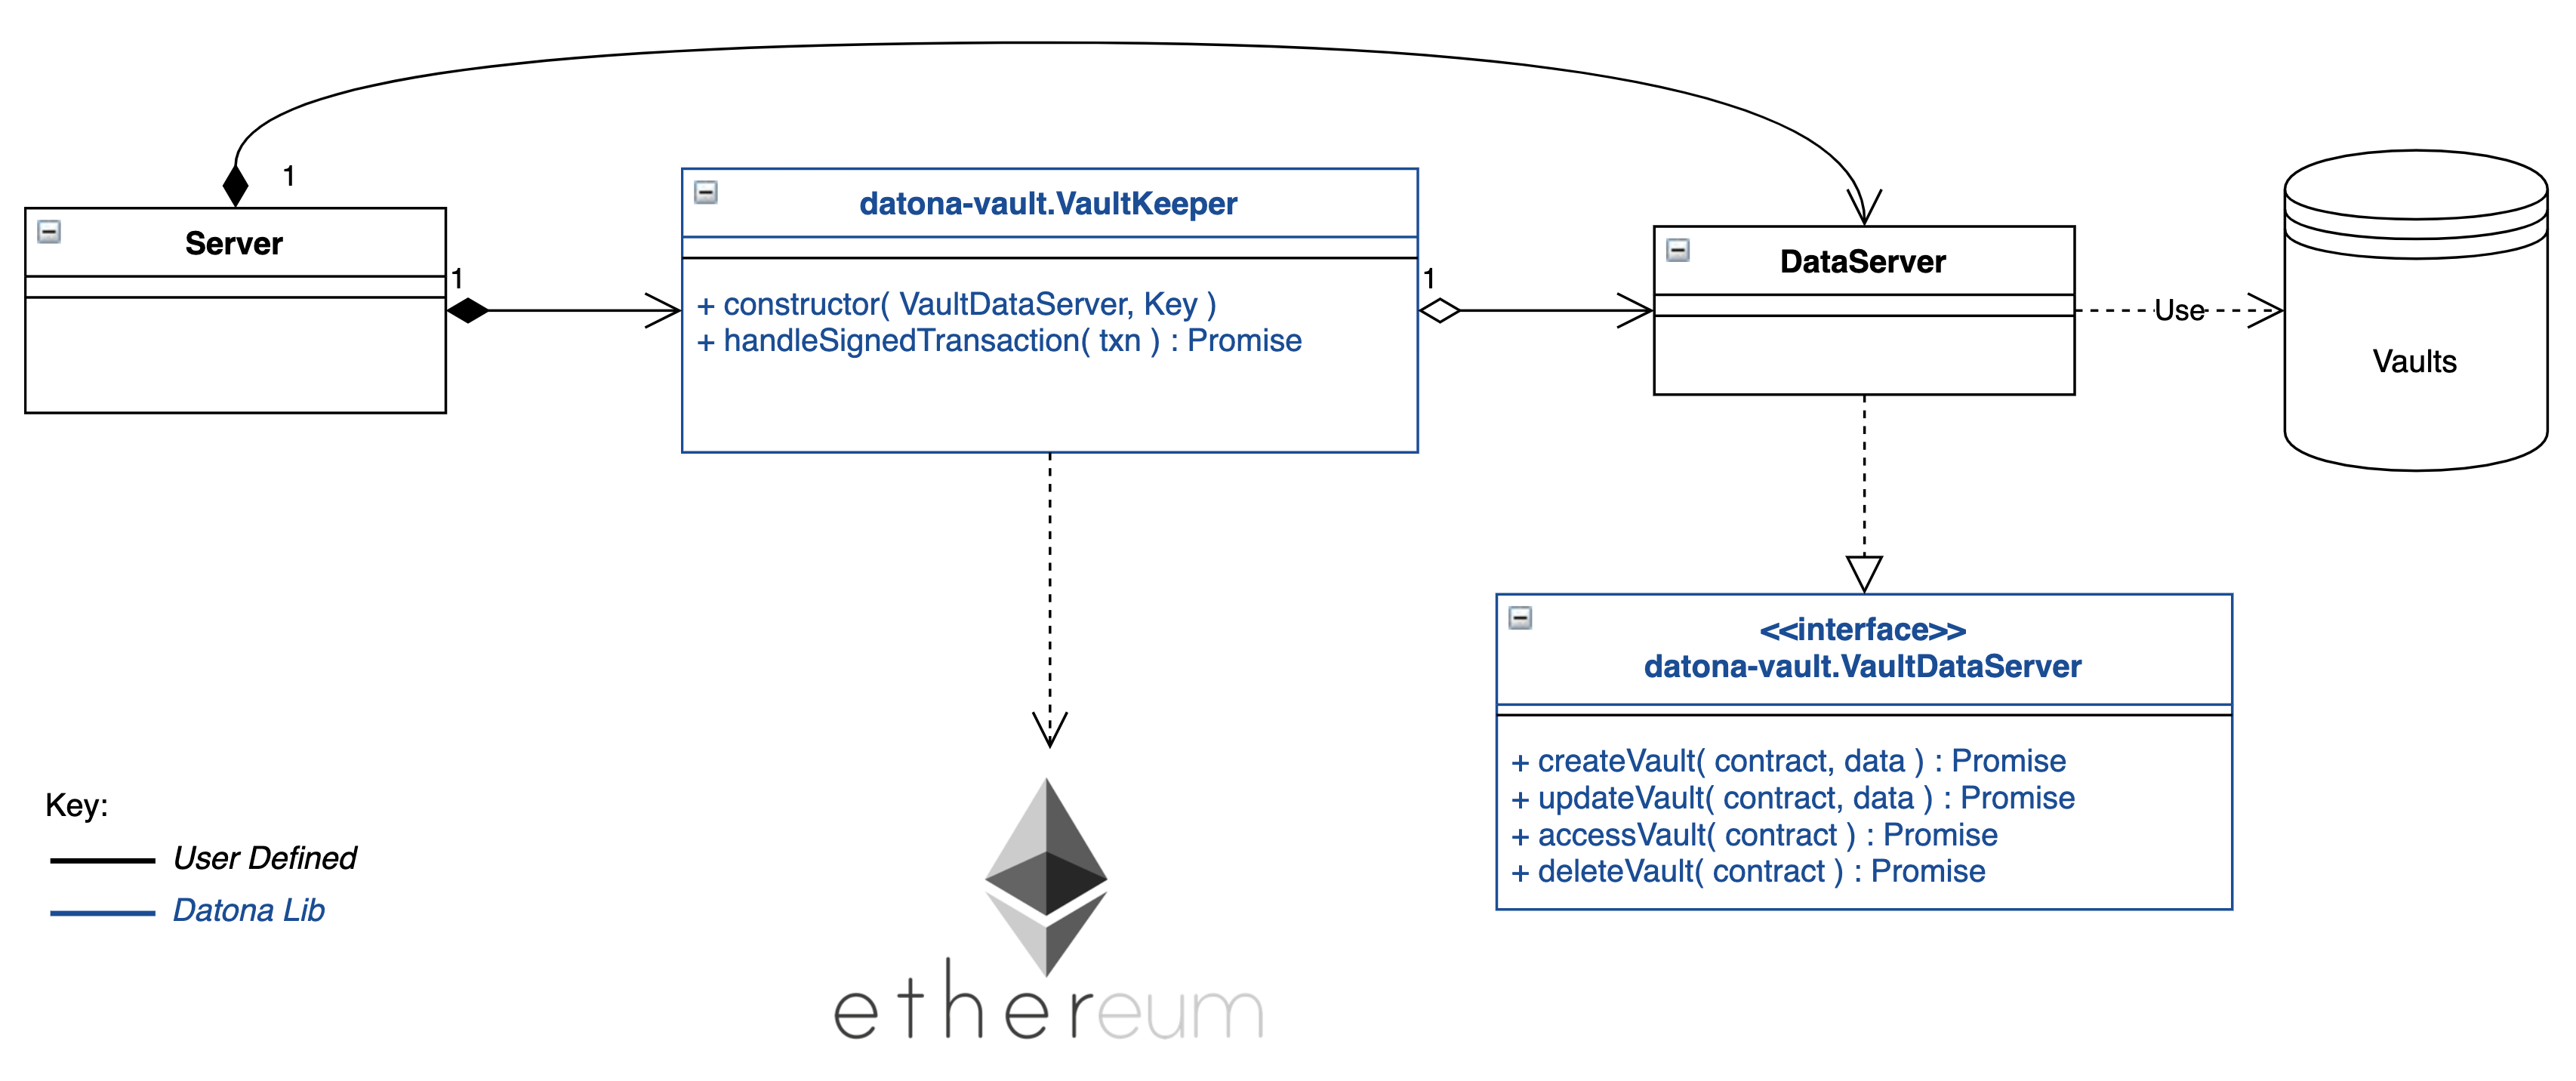 1
Server
1
datona-vault.VaultKeeper
+ constructor( VaultDataServer, Key )
+ handleSignedTransaction( txn ) : Promise
1
DataServer
Use
Vaults
<<interface>>
datona-vault.VaultDataServer
+ createVault( contract, data ) : Promise
+ updateVault( contract, data ) : Promise
+ accessVault( contract ) : Promise
+ deleteVault( contract ) : Promise
Key:
User Defined
Datona Lib
ethereum